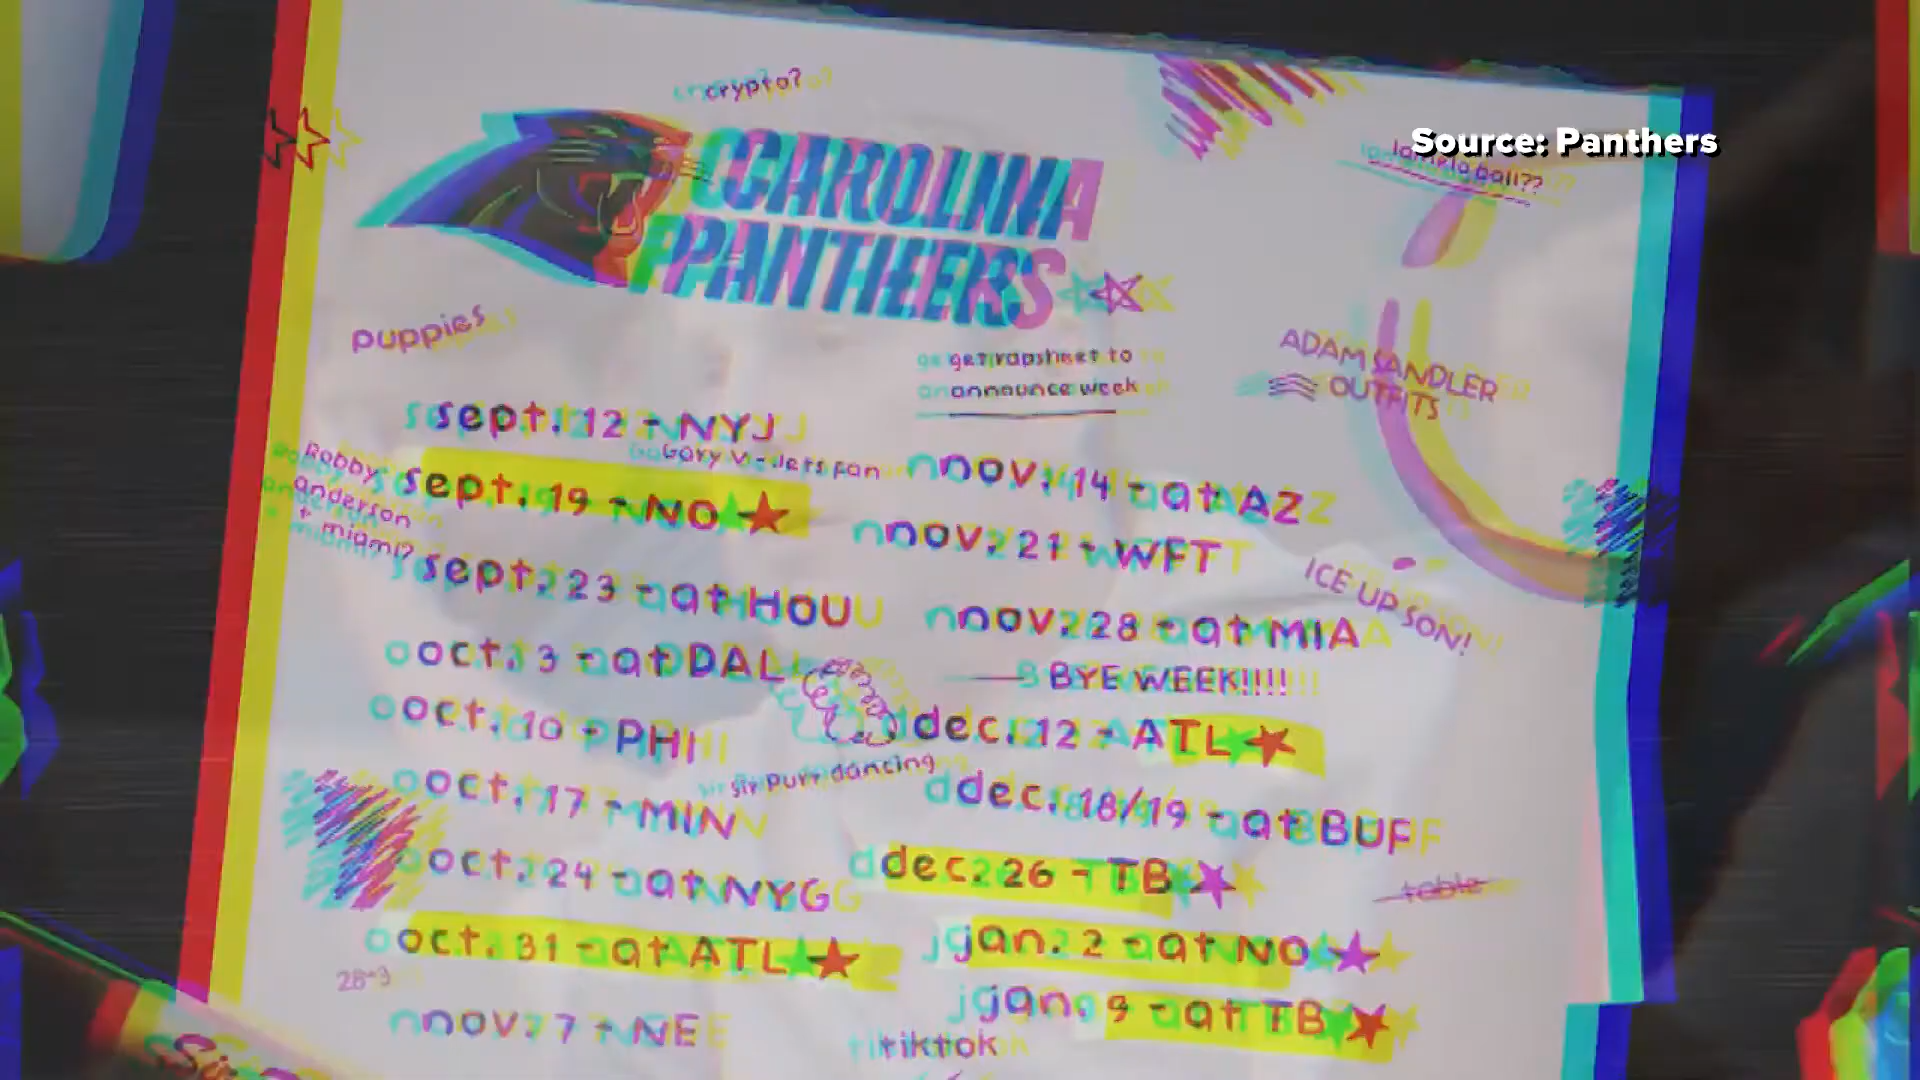 crypto?
Source: Panthers
lamelo ball??
CAROLINA
PANTHERS
puppies
get rapsheet to
announce week
ADAM SANDLER
OUTFITS
sept. 12 - NYJ
Gary V - Jets fan
Robby
anderson
+ miami?
sept. 19 - NO
sept. 23 - at HOU
oct. 3 - at DAL
oct. 10 - PHI
sir purr dancing
oct. 17 - MIN
oct. 24 - at NYG
oct. 31 - at ATL
28-3
nov. 7 - NE
nov. 14 - at AZ
nov. 21 - WFT
ICE UP SON!
nov. 28 - at MIA
BYE WEEK!!!!
dec. 12 - ATL
dec. 18/19 - at BUF
dec. 26 - TB
table
jan. 2 - at NO
jan. 9 - at TB
tiktok